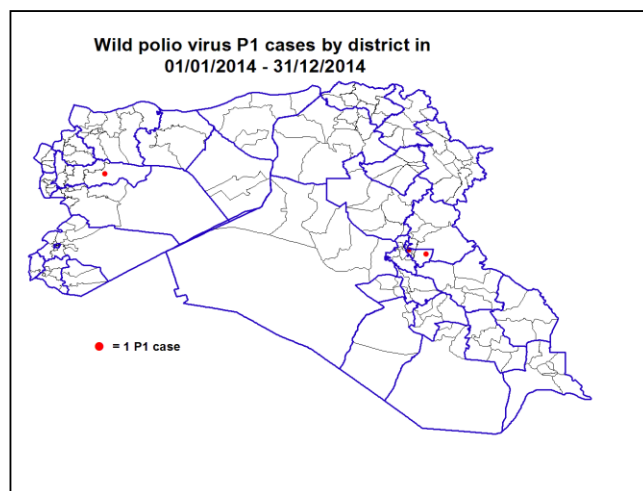 Wild polio virus P1 cases by district in
01/01/2014 - 31/12/2014
= 1 P1 case